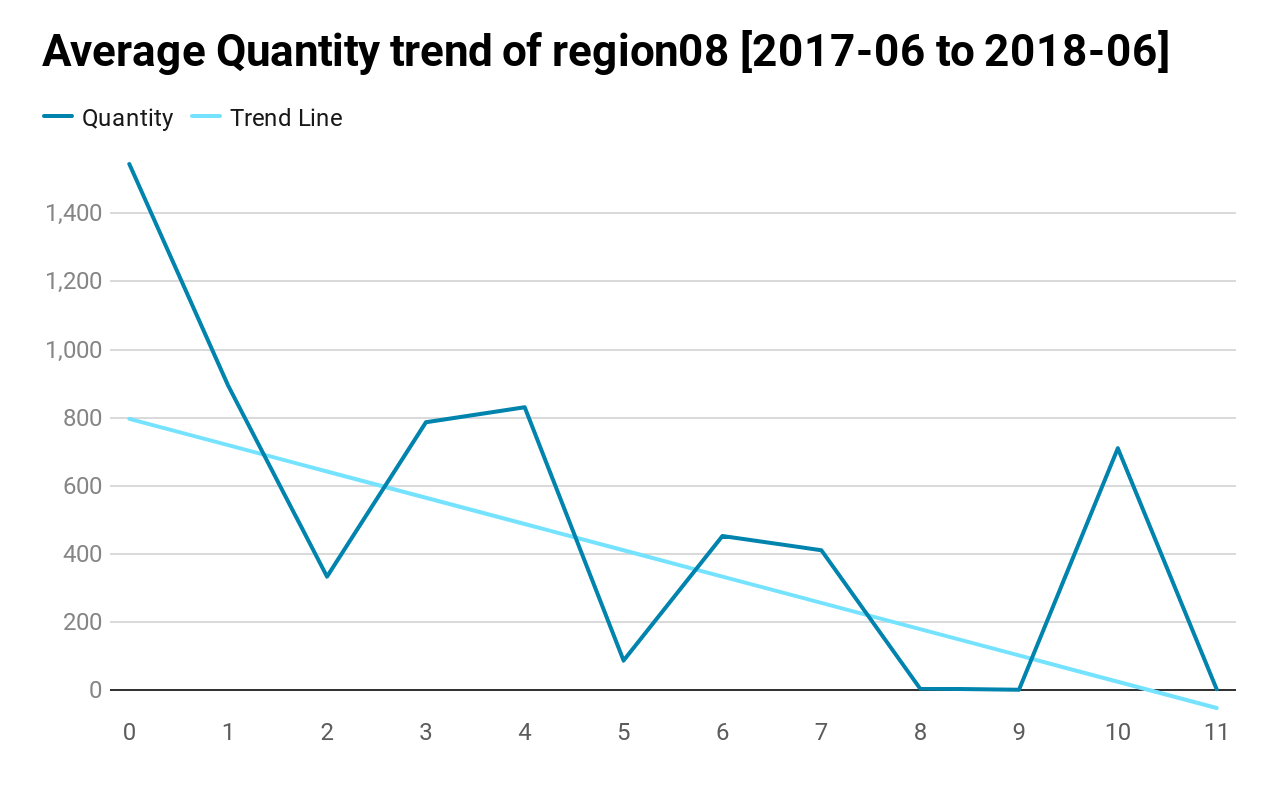 Average Quantity trend of region08 [2017-06 to 2018-06]
Quantity Trend Line
1,400
1,200
1,000
800
600
400
200
0
0 1 2 3 4 5 6 7 8 9 10 11